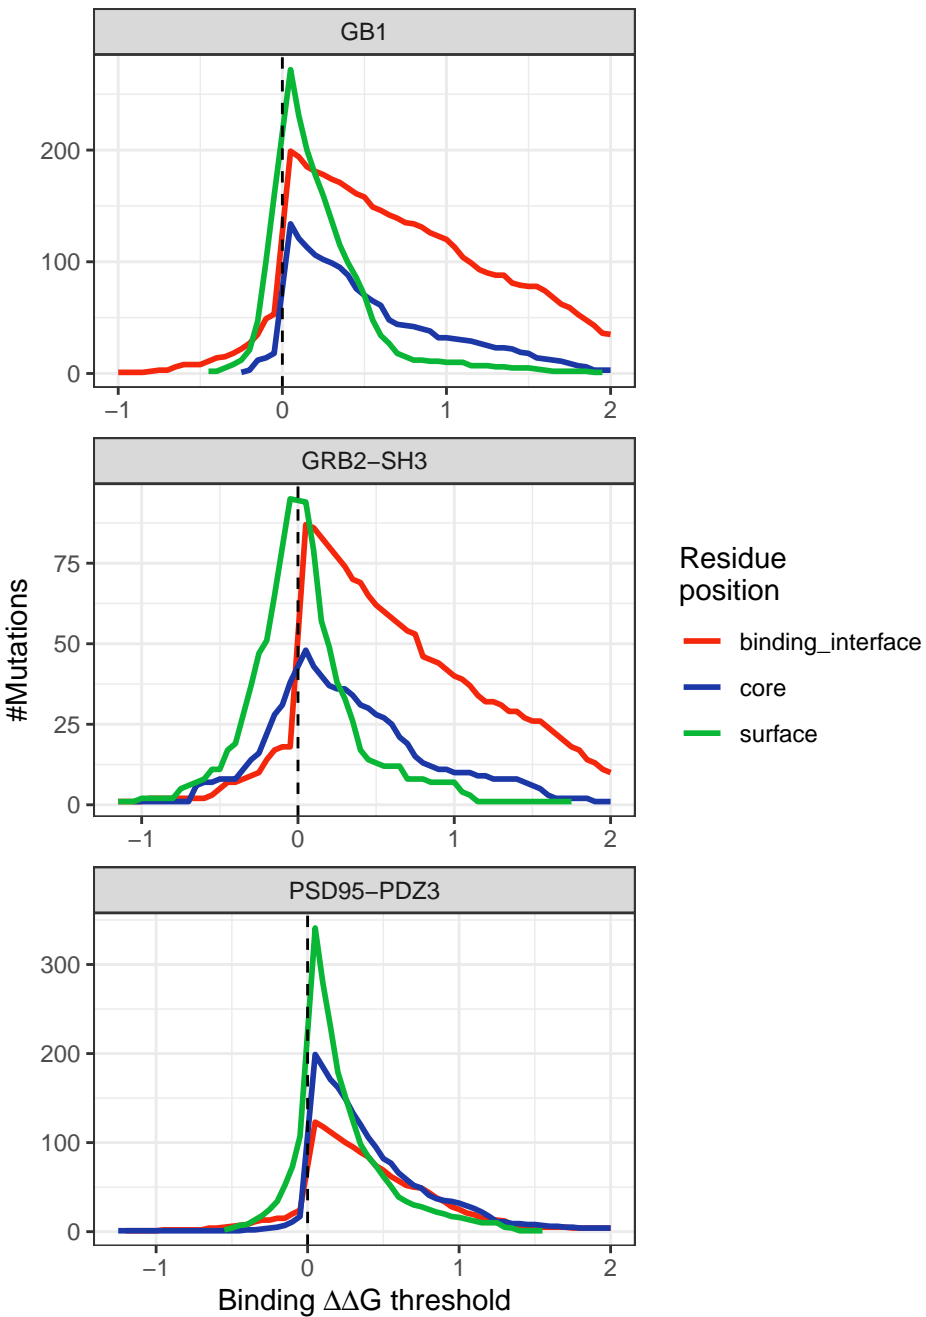 GB1
200
100
0
−1
0
1
2
GRB2−SH3
75
50
25
0
−1
0
1
2
PSD95−PDZ3
300
200
100
0
−1
0
1
2
Binding ΔΔG threshold
#Mutations
Residue
position
binding_interface
core
surface